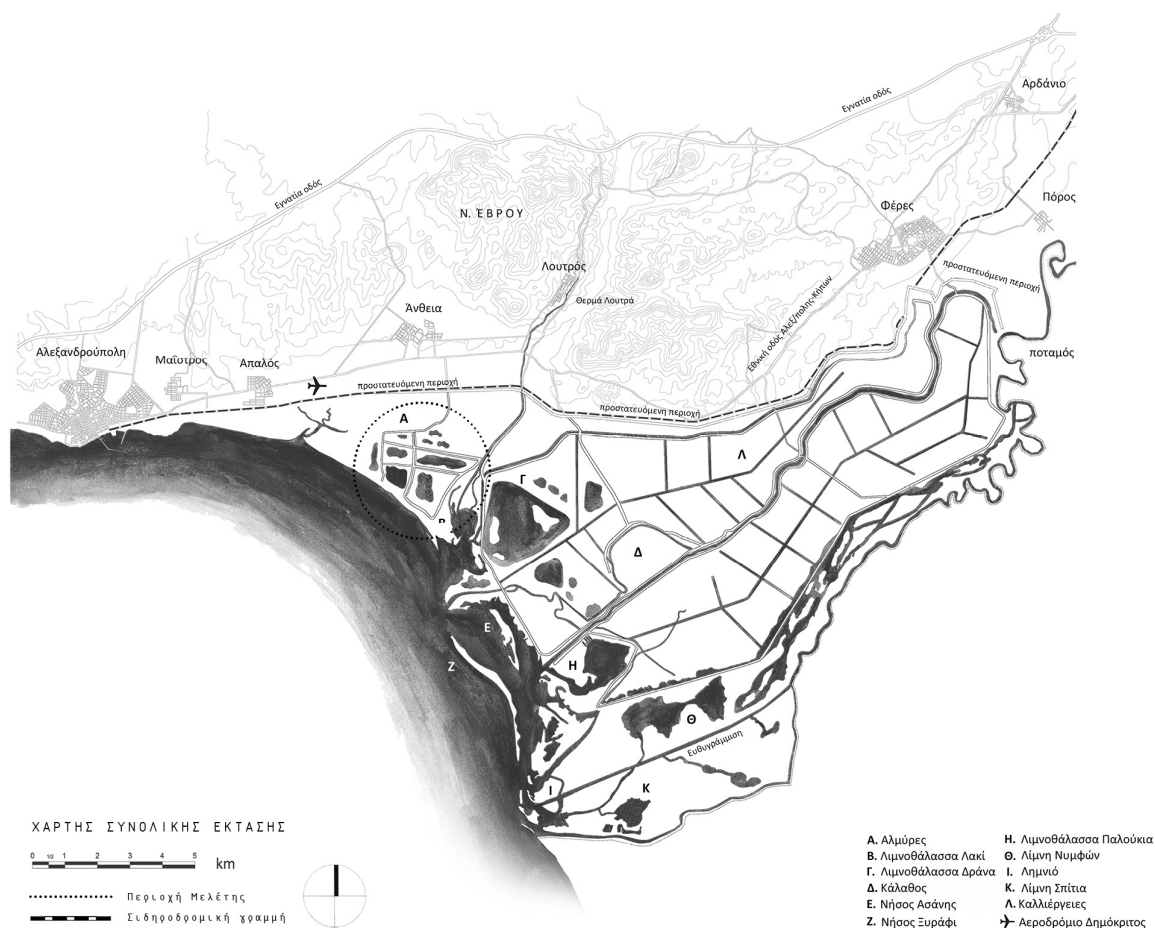 Αρδάνιο
Εγνατία οδός
Εγνατία οδός
Πόρος
Φέρες
Ν. ΈΒΡΟΥ
Λουτρός
προστατευόμενη περιοχή
Θερμά Λουτρά
Άνθεια
Εθνική οδός Αλεξ/πολης-Κήπων
Αλεξανδρούπολη
Μαΐστρος
Απαλός
ποταμός
προστατευόμενη περιοχή
προστατευόμενη περιοχή
Α
Λ
Γ
Δ
Ε
Ζ
Η
Θ
Ευθυγράμμιση
Ι
Κ
ΧΑΡΤΗΣ ΣΥΝΟΛΙΚΗΣ ΕΚΤΑΣΗΣ
0 1/2 1 2 3 4 5 km
Περιοχή Μελέτης
Σιδηροδρομική γραμμή
Α. Αλμύρες
Β. Λιμνοθάλασσα Λακί
Γ. Λιμνοθάλασσα Δράνα
Δ. Κάλαθος
Ε. Νήσος Ασάνης
Ζ. Νήσος Ξυράφι
Η. Λιμνοθάλασσα Παλούκια
Θ. Λίμνη Νυμφών
Ι. Λημνιό
Κ. Λίμνη Σπίτια
Λ. Καλλιέργειες
Αεροδρόμιο Δημόκριτος